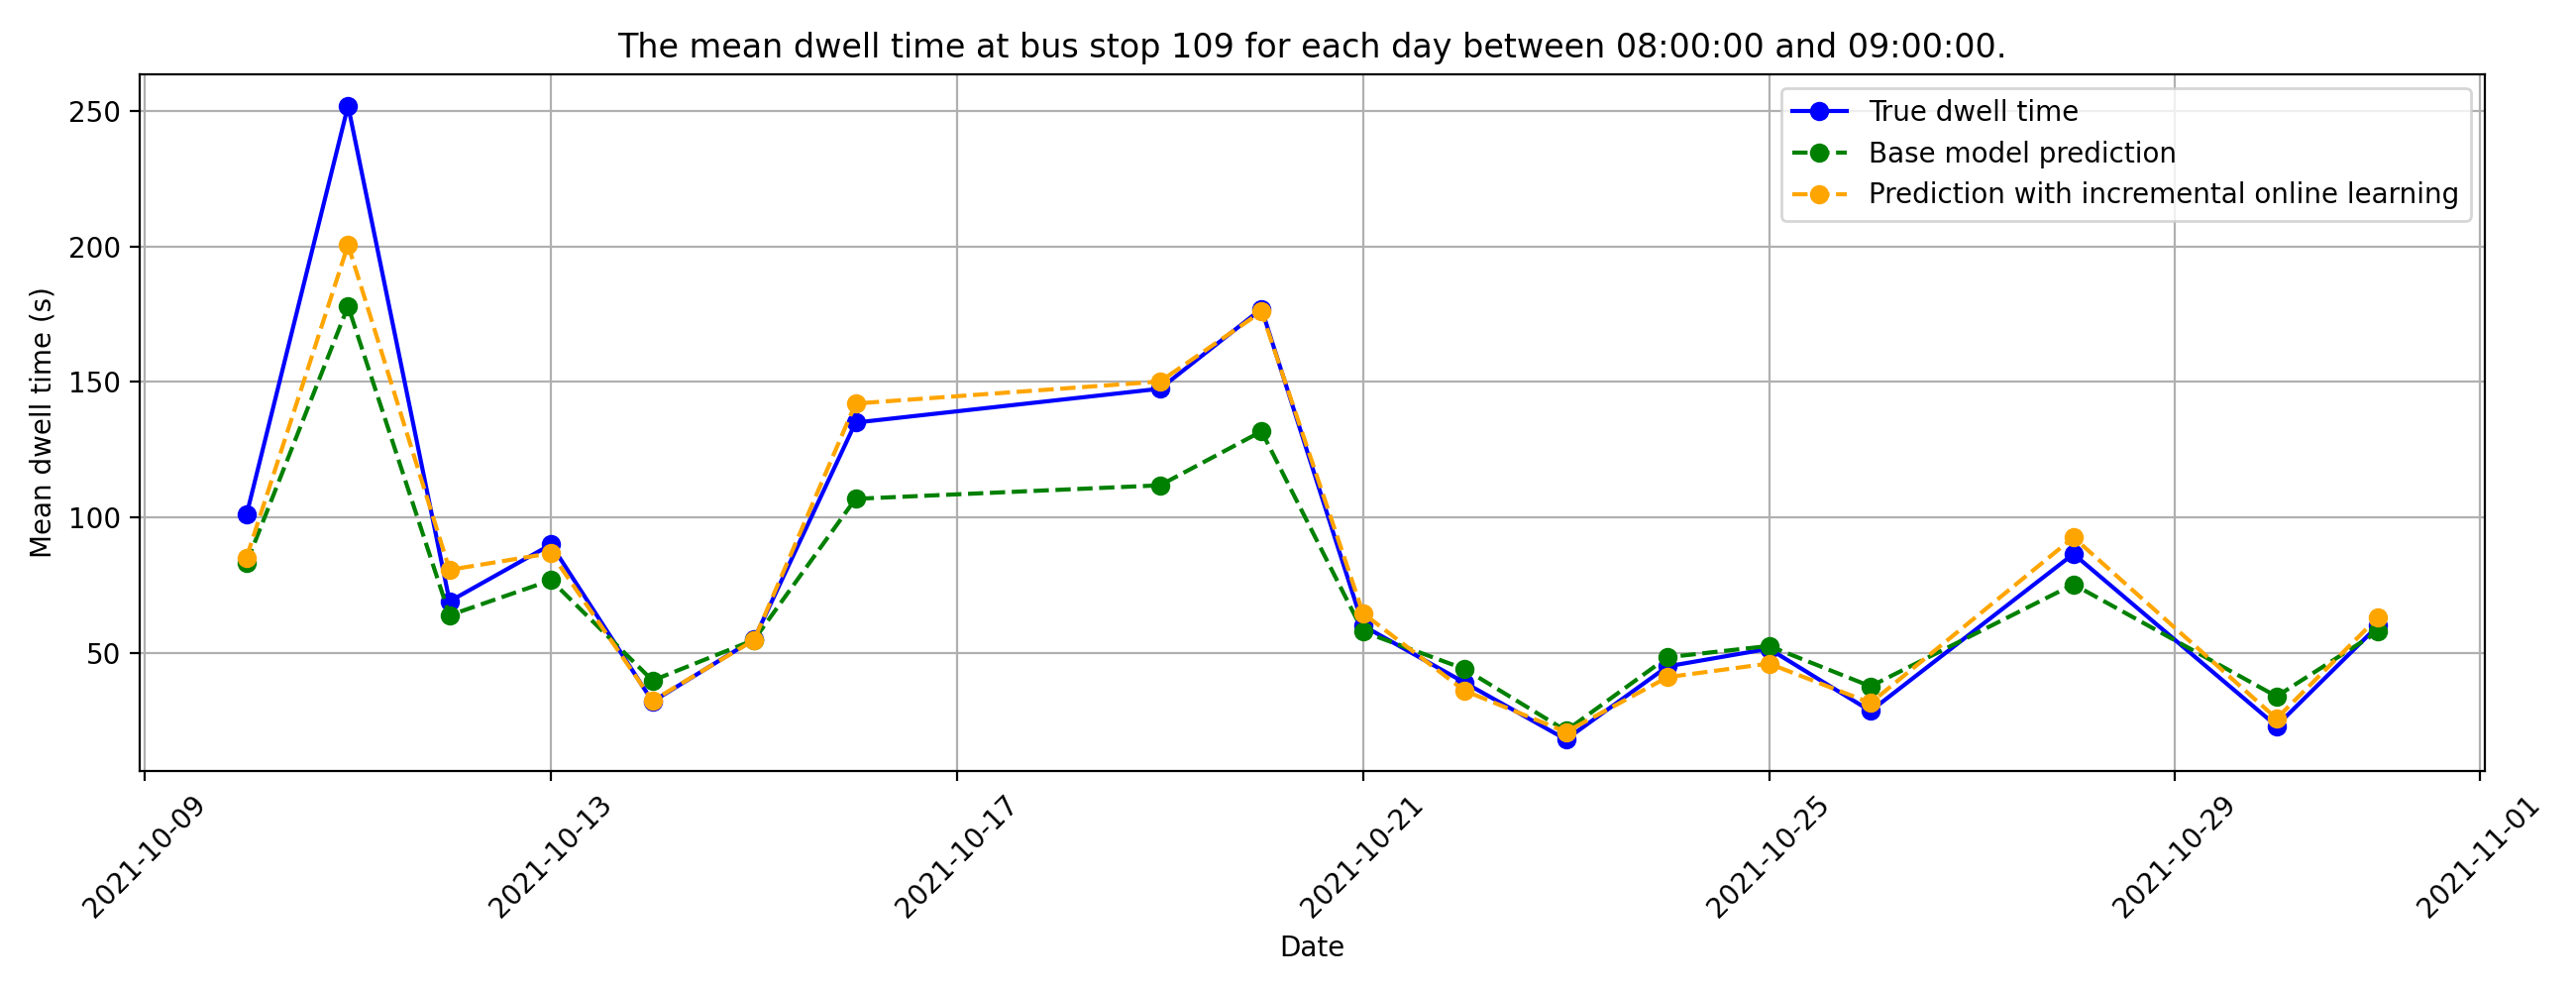 The mean dwell time at bus stop 109 for each day between 08:00:00 and 09:00:00.
True dwell time
Base model prediction
Prediction with incremental online learning
Mean dwell time (s)
250
200
150
100
50
2021-10-09
2021-10-13
2021-10-17
2021-10-21
2021-10-25
2021-10-29
2021-11-01
Date